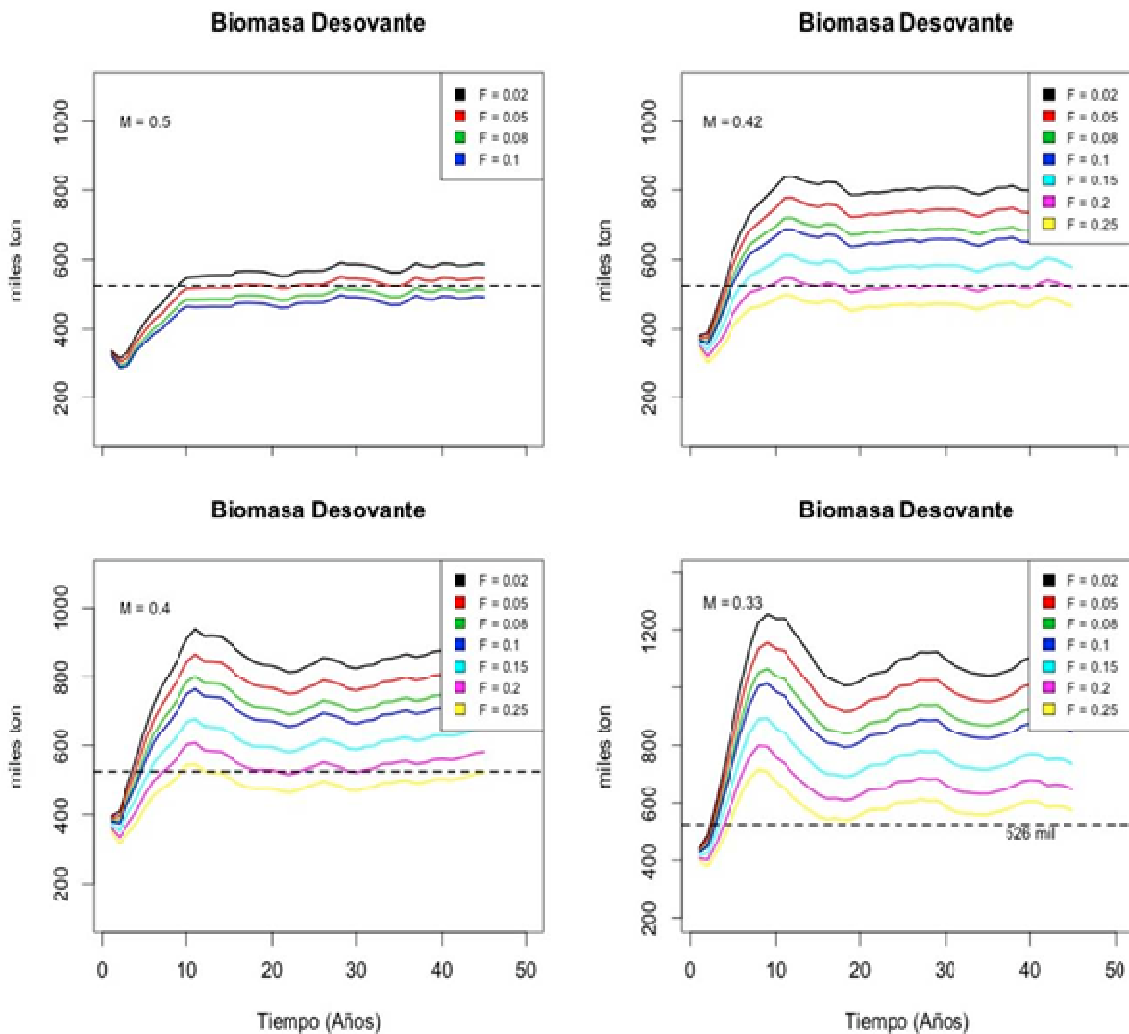 Biomasa Desovante
miles ton
200 400 600 800 1000
M = 0.5
F = 0.02
F = 0.05
F = 0.08
F = 0.1
Biomasa Desovante
miles ton
200 400 600 800 1000
M = 0.42
F = 0.02
F = 0.05
F = 0.08
F = 0.1
F = 0.15
F = 0.2
F = 0.25
Biomasa Desovante
miles ton
200 400 600 800 1000
M = 0.4
F = 0.02
F = 0.05
F = 0.08
F = 0.1
F = 0.15
F = 0.2
F = 0.25
0 10 20 30 40 50
Tiempo (Años)
Biomasa Desovante
miles ton
200 400 600 800 1200
M = 0.33
F = 0.02
F = 0.05
F = 0.08
F = 0.1
F = 0.15
F = 0.2
F = 0.25
526 mil
0 10 20 30 40 50
Tiempo (Años)